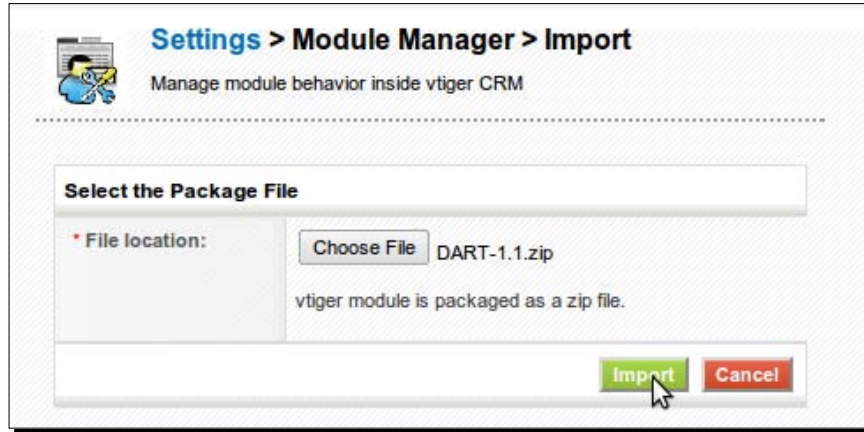 Settings > Module Manager > Import
Manage module behavior inside vtiger CRM
Select the Package File
* File location:
Choose File DART-1.1.zip
vtiger module is packaged as a zip file.
Import Cancel